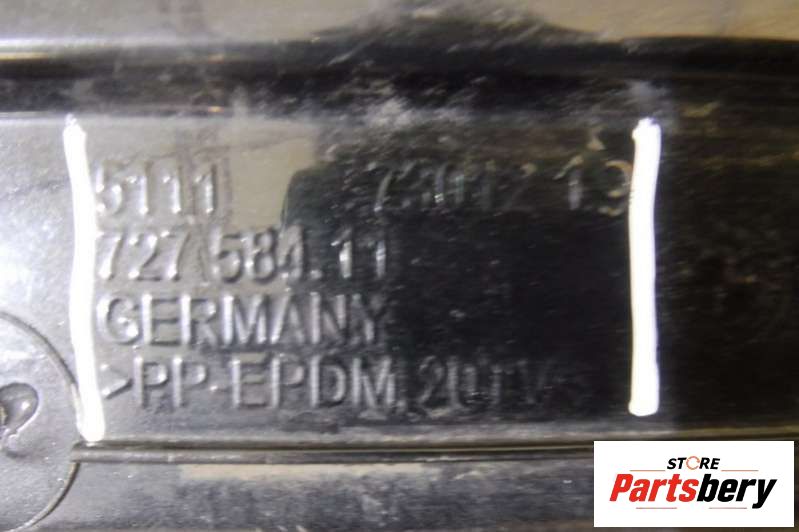 5111
727 584.11
GERMANY
>PP-EPDM
STORE
Partsbery